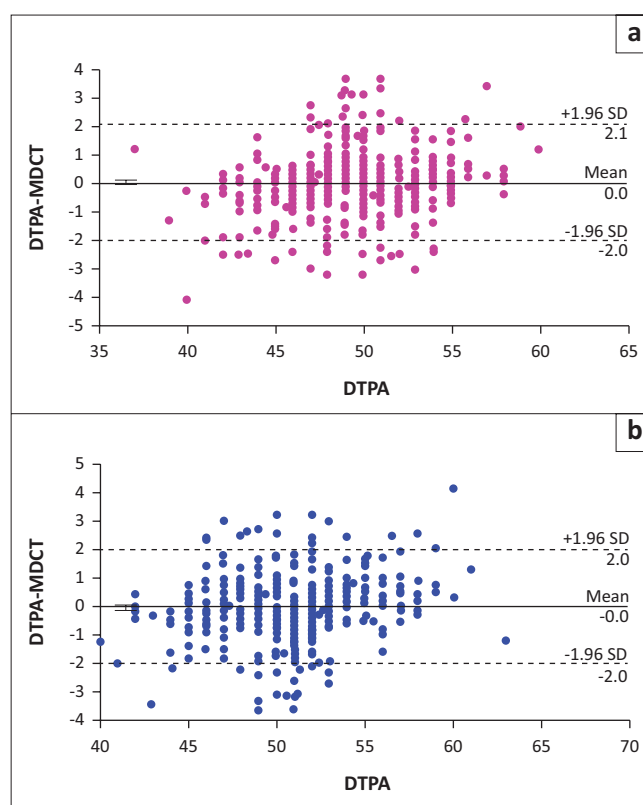 a
4
3
2
1
0
-1
-2
-3
-4
-5
DTPA-MDCT
+1.96 SD
2.1
Mean
0.0
-1.96 SD
-2.0
35 40 45 50 55 60 65
DTPA
b
5
4
3
2
1
0
-1
-2
-3
-4
DTPA-MDCT
+1.96 SD
2.0
Mean
-0.0
-1.96 SD
-2.0
40 45 50 55 60 65 70
DTPA